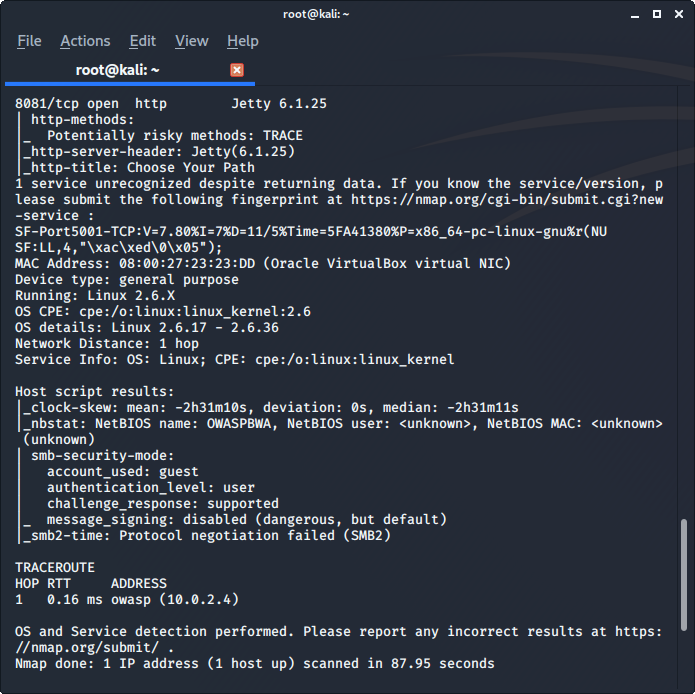 root@kali: ~
File Actions Edit View Help
root@kali: ~
8081/tcp open  http        Jetty 6.1.25
| http-methods:
|_  Potentially risky methods: TRACE
|_http-server-header: Jetty(6.1.25)
|_http-title: Choose Your Path
1 service unrecognized despite returning data. If you know the service/version, p
lease submit the following fingerprint at https://nmap.org/cgi-bin/submit.cgi?new
-service :
SF-Port5001-TCP:V=7.80%I=7%D=11/5%Time=5FA41380%P=x86_64-pc-linux-gnu%r(NU
SF:LL,4,"\xac\xed\0\x05");
MAC Address: 08:00:27:23:23:DD (Oracle VirtualBox virtual NIC)
Device type: general purpose
Running: Linux 2.6.X
OS CPE: cpe:/o:linux:linux_kernel:2.6
OS details: Linux 2.6.17 - 2.6.36
Network Distance: 1 hop
Service Info: OS: Linux; CPE: cpe:/o:linux:linux_kernel

Host script results:
|_clock-skew: mean: -2h31m10s, deviation: 0s, median: -2h31m11s
|_nbstat: NetBIOS name: OWASPBWA, NetBIOS user: <unknown>, NetBIOS MAC: <unknown>
 (unknown)
| smb-security-mode:
|   account_used: guest
|   authentication_level: user
|   challenge_response: supported
|_  message_signing: disabled (dangerous, but default)
|_smb2-time: Protocol negotiation failed (SMB2)

TRACEROUTE
HOP RTT     ADDRESS
1   0.16 ms owasp (10.0.2.4)

OS and Service detection performed. Please report any incorrect results at https:
//nmap.org/submit/ .
Nmap done: 1 IP address (1 host up) scanned in 87.95 seconds